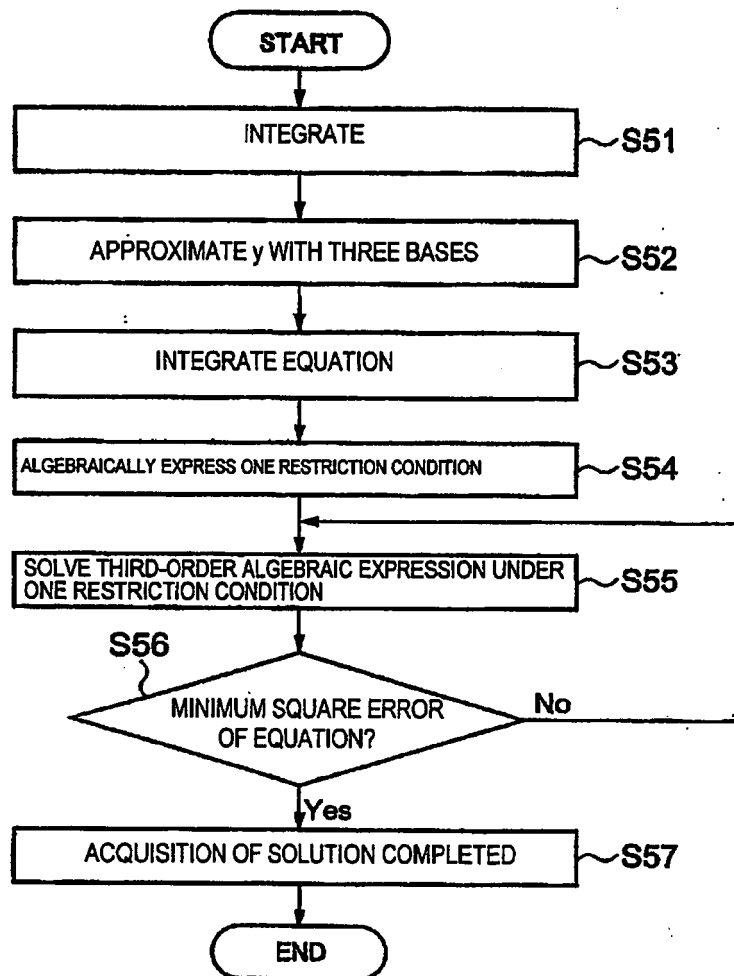 START
INTEGRATE
S51
APPROXIMATE y WITH THREE BASES
S52
INTEGRATE EQUATION
S53
ALGEBRAICALLY EXPRESS ONE RESTRICTION CONDITION
S54
SOLVE THIRD-ORDER ALGEBRAIC EXPRESSION UNDER
ONE RESTRICTION CONDITION
S55
S56
MINIMUM SQUARE ERROR
OF EQUATION?
No
Yes
ACQUISITION OF SOLUTION COMPLETED
S57
END